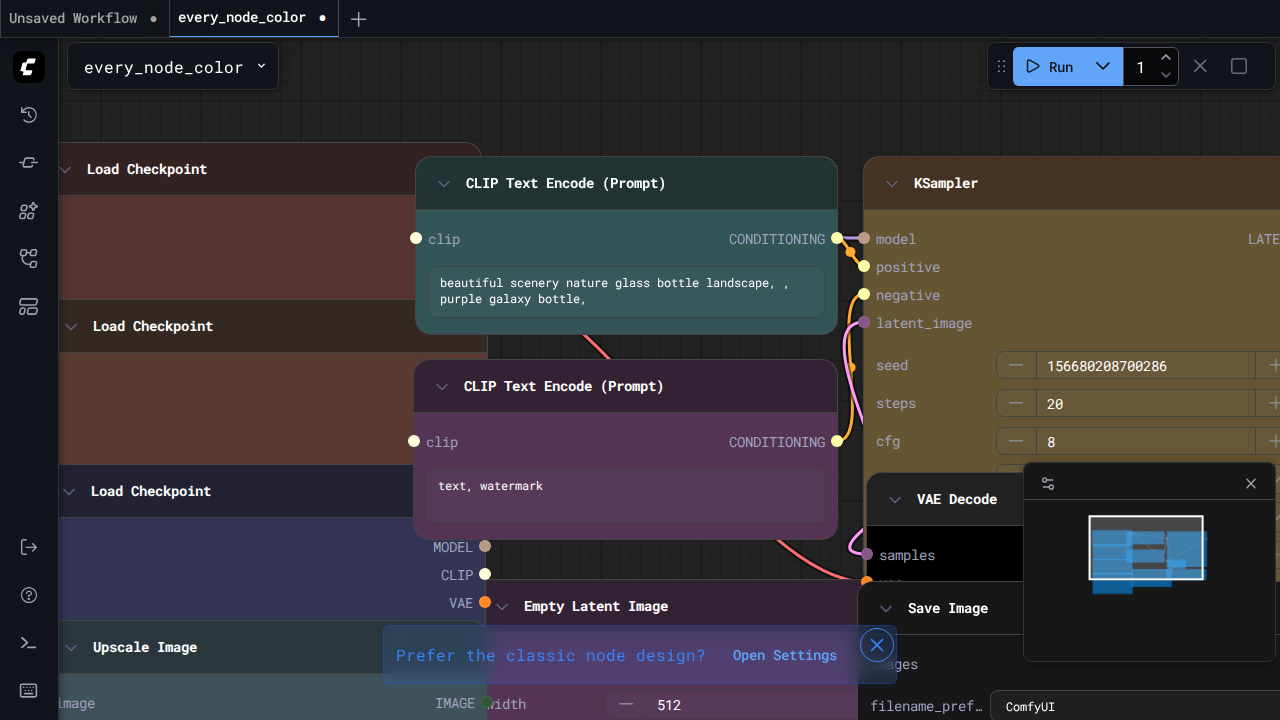 Unsaved Workflow
every_node_color
every_node_color
Run
1
Load Checkpoint
CLIP Text Encode (Prompt)
KSampler
clip
CONDITIONING
model
LATE
positive
beautiful scenery nature glass bottle landscape, ,
purple galaxy bottle,
negative
latent_image
Load Checkpoint
seed
156680208700286
CLIP Text Encode (Prompt)
steps
20
clip
CONDITIONING
cfg
8
Load Checkpoint
text, watermark
VAE Decode
MODEL
samples
CLIP
VAE
Empty Latent Image
Save Image
Upscale Image
Prefer the classic node design?
Open Settings
image
IMAGE
width
512
filename_pref…
ComfyUI